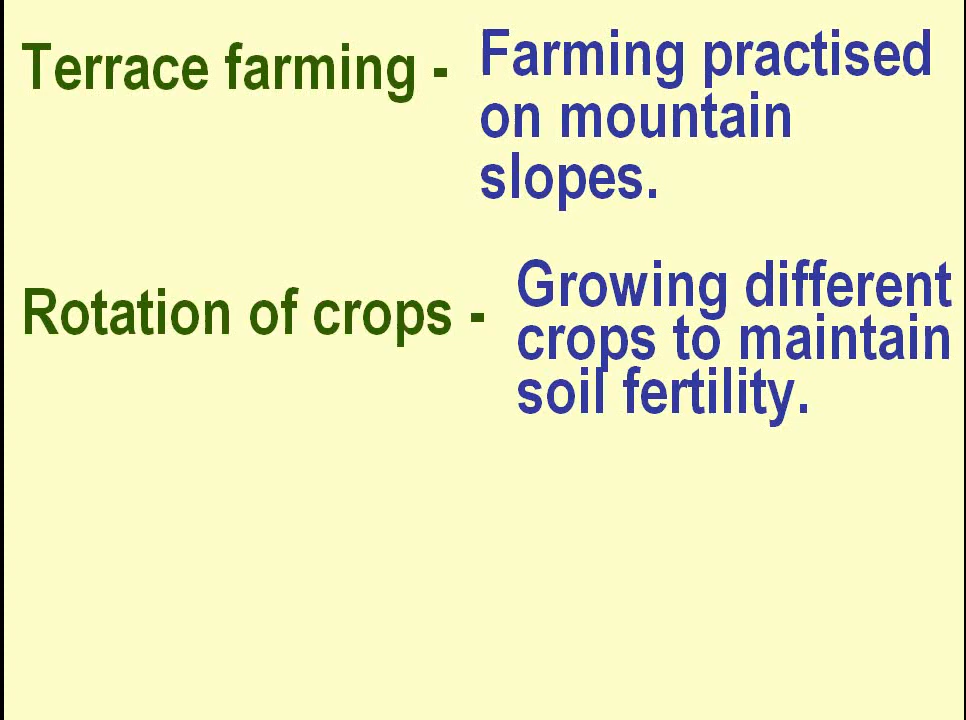 Terrace farming - Farming practised
on mountain
slopes.
Rotation of crops - Growing different
crops to maintain
soil fertility.